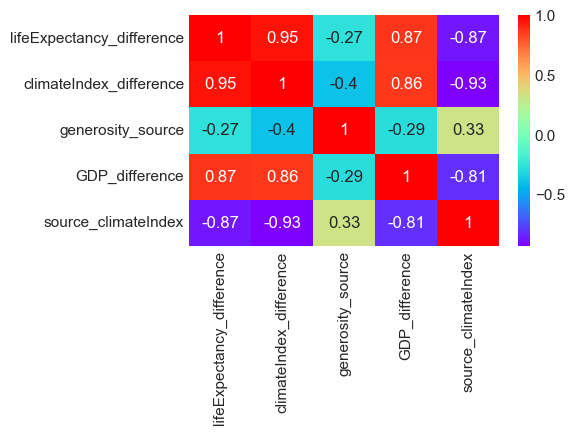 lifeExpectancy_difference 1 0.95 -0.27 0.87 -0.87
climateIndex_difference 0.95 1 -0.4 0.86 -0.93
generosity_source -0.27 -0.4 1 -0.29 0.33
GDP_difference 0.87 0.86 -0.29 1 -0.81
source_climateIndex -0.87 -0.93 0.33 -0.81 1
lifeExpectancy_difference
climateIndex_difference
generosity_source
GDP_difference
source_climateIndex
1.0
0.5
0.0
−0.5